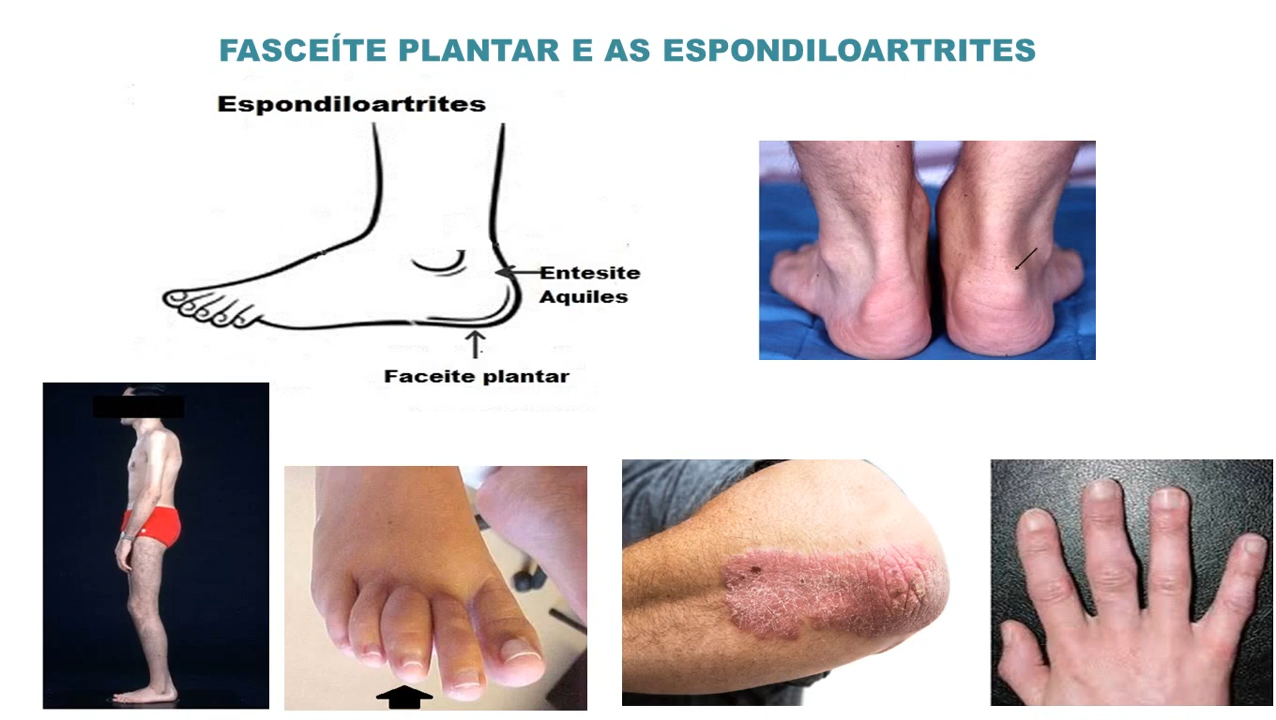 FASCEÍTE PLANTAR E AS ESPONDILOARTRITES
Espondiloartrites
Entesite
Aquiles
Faceite plantar